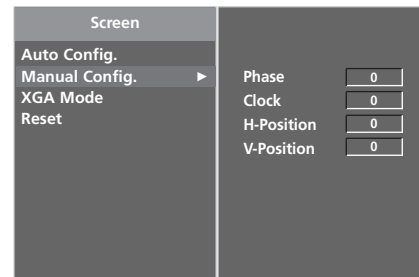 Screen
Auto Config.
Manual Config. ►
XGA Mode
Reset
Phase 0
Clock 0
H-Position 0
V-Position 0